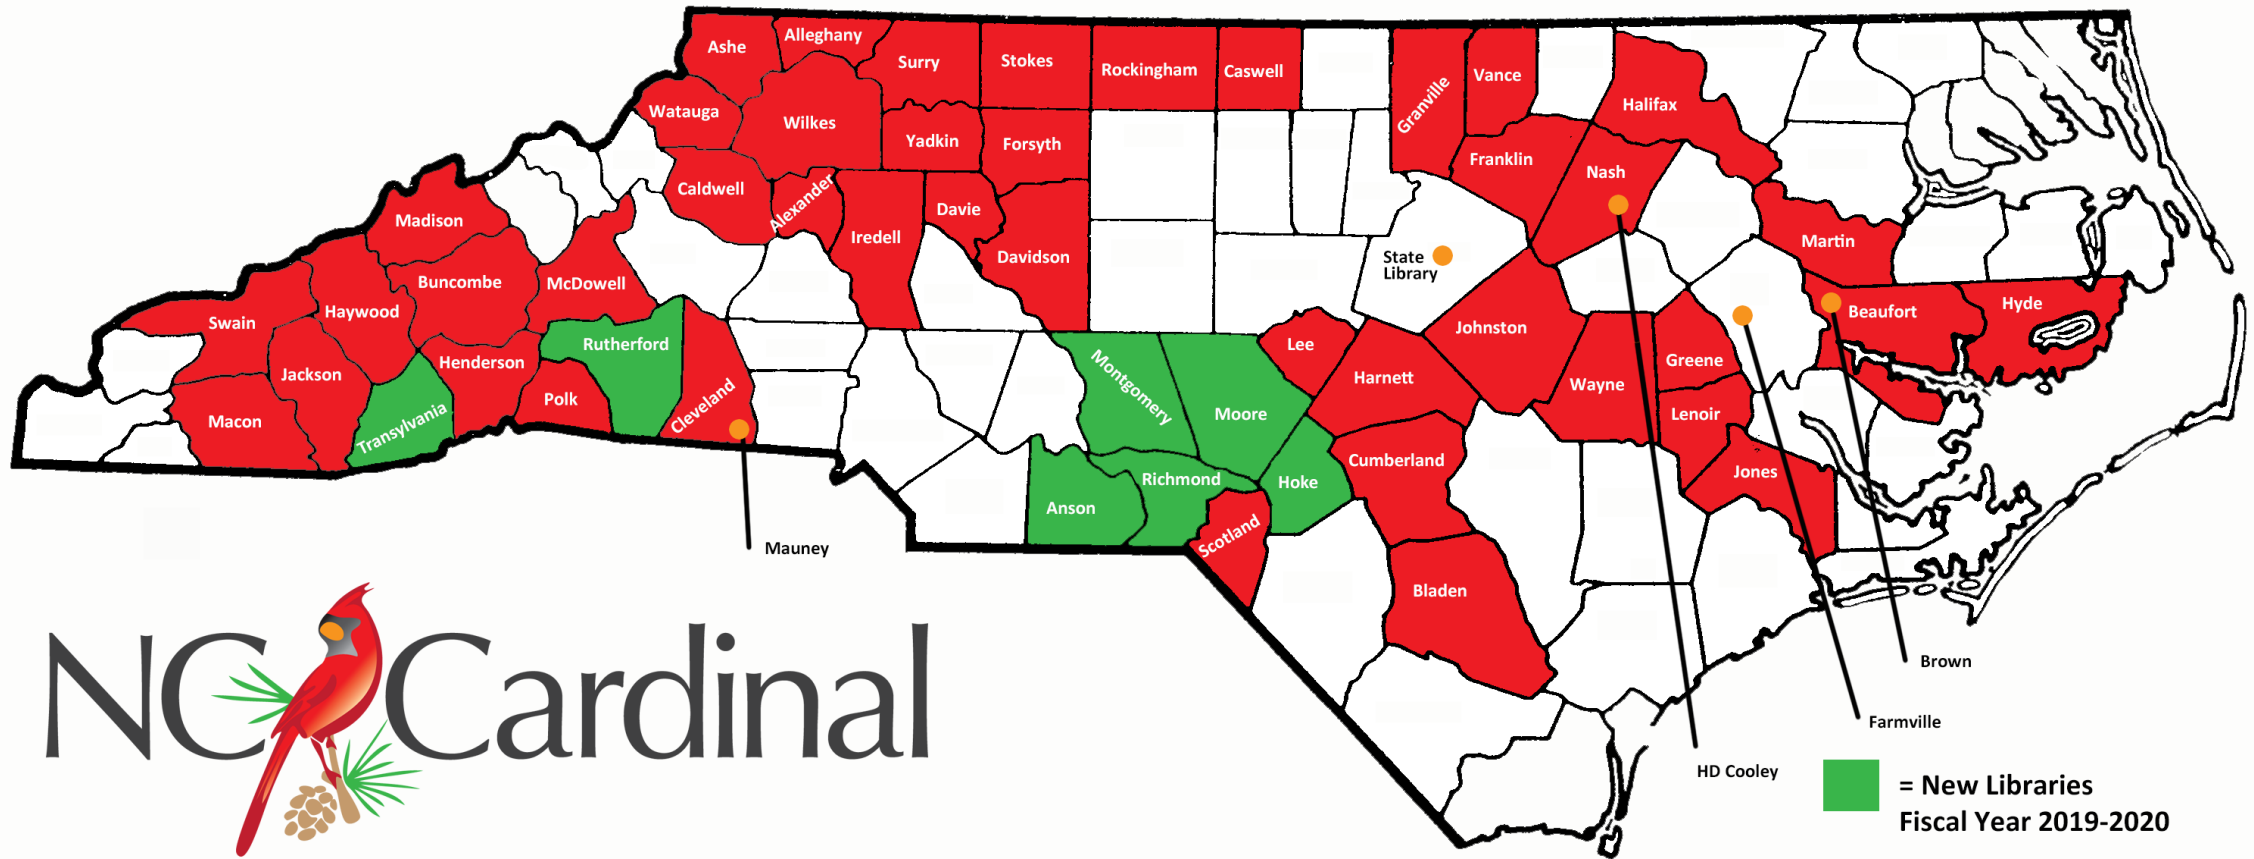 Ashe
Alleghany
Surry
Stokes
Rockingham
Caswell
Granville
Vance
Halifax
Watauga
Wilkes
Yadkin
Forsyth
Franklin
Nash
Caldwell
Alexander
Iredell
Davie
Davidson
Madison
Buncombe
McDowell
State
Library
Martin
Swain
Haywood
Rutherford
Johnston
Beaufort
Hyde
Jackson
Henderson
Polk
Cleveland
Montgomery
Moore
Lee
Harnett
Wayne
Greene
Lenoir
Macon
Transylvania
Anson
Richmond
Hoke
Scotland
Cumberland
Jones
Bladen
Mauney
Brown
Farmville
HD Cooley
NC Cardinal
= New Libraries
Fiscal Year 2019-2020